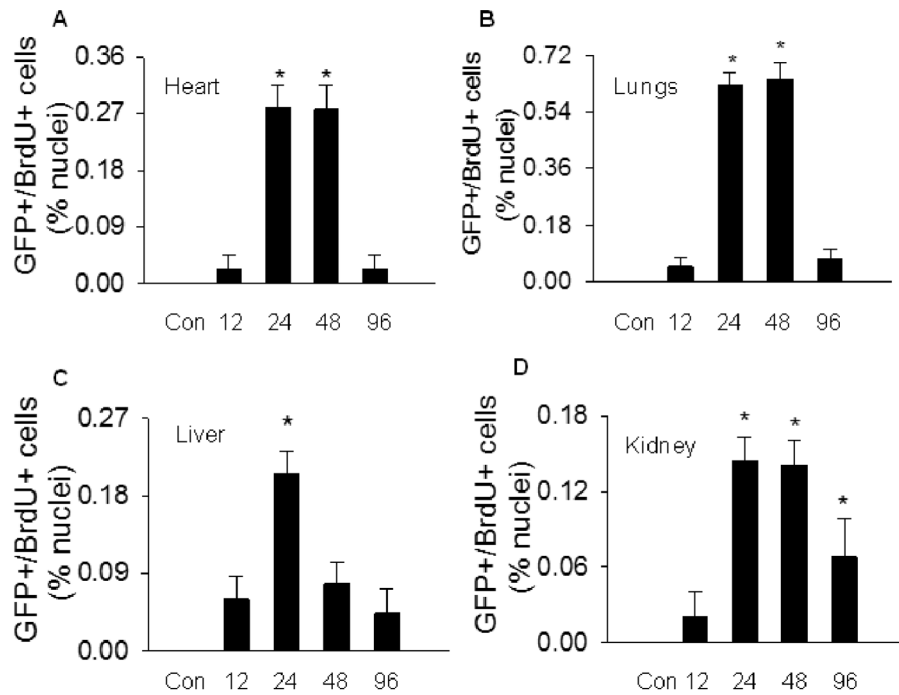 A
GFP+/BrdU+ cells
(% nuclei)
0.36
0.27
0.18
0.09
0.00
Heart
*
*
Con 12 24 48 96
B
GFP+/BrdU+ cells
(% nuclei)
0.72
0.54
0.36
0.18
0.00
Lungs
*
*
Con 12 24 48 96
C
GFP+/BrdU+ cells
(% nuclei)
0.27
0.18
0.09
0.00
Liver
*
Con 12 24 48 96
D
GFP+/BrdU+ cells
(% nuclei)
0.18
0.12
0.06
0.00
Kidney
*
*
*
Con 12 24 48 96